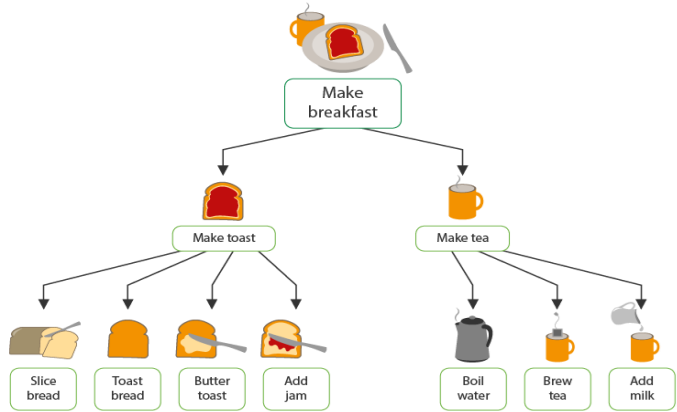 Make
breakfast
Make toast
Make tea
Slice
bread
Toast
bread
Butter
toast
Add
jam
Boil
water
Brew
tea
Add
milk